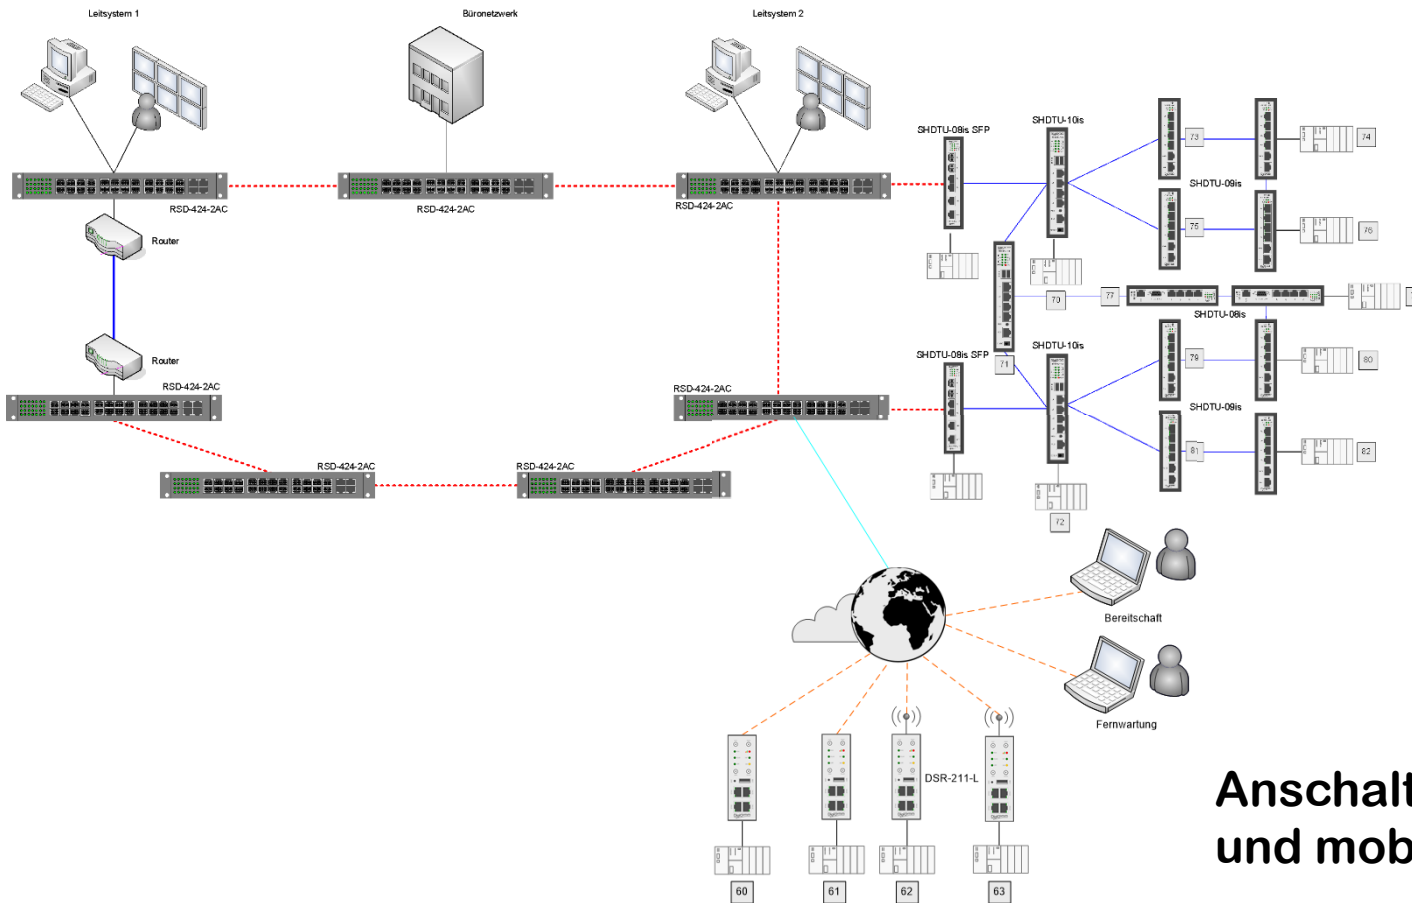 Leitsystem 1
Büronetzwerk
Leitsystem 2
SHDTU-08is SFP
SHDTU-10is
73
74
SHDTU-09is
RSD-424-2AC
RSD-424-2AC
RSD-424-2AC
75
76
Router
70
77
SHDTU-08is
Router
SHDTU-08is SFP
71
SHDTU-10is
79
80
RSD-424-2AC
RSD-424-2AC
SHDTU-09is
81
82
RSD-424-2AC
RSD-424-2AC
72
Bereitschaft
Fernwartung
DSR-211-L
60
61
62
63
Anschalt
und mob